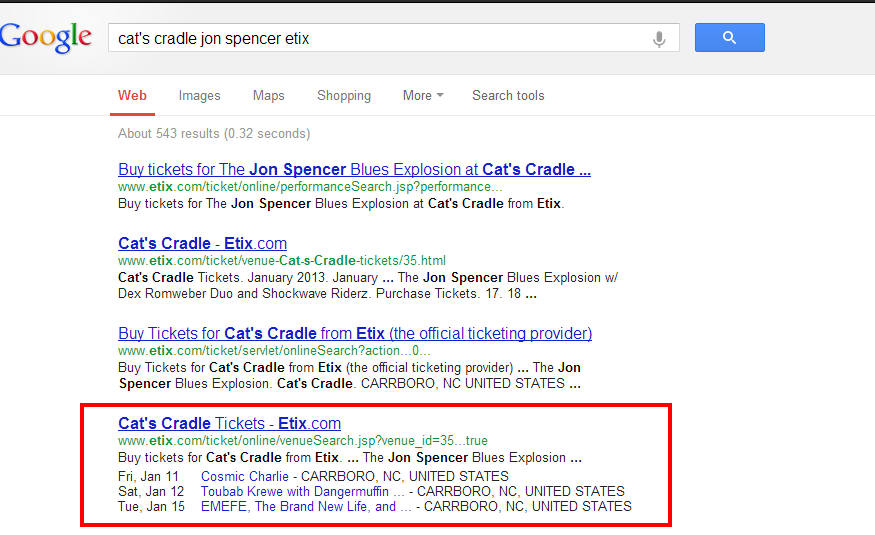 Google
cat's cradle jon spencer etix
Web Images Maps Shopping More Search tools
About 543 results (0.32 seconds)
Buy tickets for The Jon Spencer Blues Explosion at Cat's Cradle ...
www.etix.com/ticket/online/performanceSearch.jsp?performance...
Buy tickets for The Jon Spencer Blues Explosion at Cat's Cradle from Etix.
Cat's Cradle - Etix.com
www.etix.com/ticket/venue-Cat-s-Cradle-tickets/35.html
Cat's Cradle Tickets. January 2013. January ... The Jon Spencer Blues Explosion w/
Dex Romweber Duo and Shockwave Riderz. Purchase Tickets. 17. 18 ...
Buy Tickets for Cat's Cradle from Etix (the official ticketing provider)
www.etix.com/ticket/servlet/onlineSearch?action...0...
Buy Tickets for Cat's Cradle from Etix (the official ticketing provider) ... The Jon
Spencer Blues Explosion. Cat's Cradle. CARRBORO, NC UNITED STATES ...
Cat's Cradle Tickets - Etix.com
www.etix.com/ticket/online/venueSearch.jsp?venue_id=35...true
Buy tickets for Cat's Cradle from Etix. ... The Jon Spencer Blues Explosion ...
Fri, Jan 11 Cosmic Charlie - CARRBORO, NC, UNITED STATES
Sat, Jan 12 Toubab Krewe with Dangermuffin ... - CARRBORO, NC, UNITED STATES
Tue, Jan 15 EMEFE, The Brand New Life, and ... - CARRBORO, NC, UNITED STATES